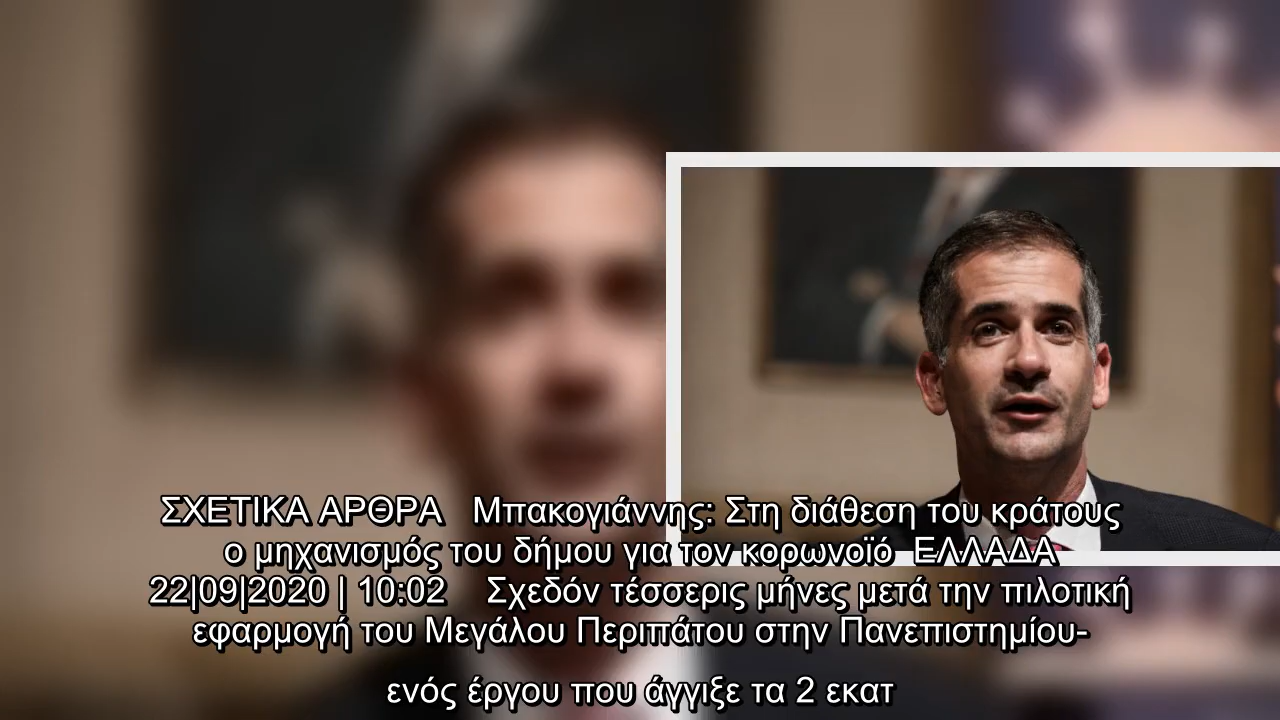 ΣΧΕΤΙΚΑ ΑΡΘΡΑ   Μπακογιάννης: Στη διάθεση του κράτους
ο μηχανισμός του δήμου για τον κορωνοϊό  ΕΛΛΑΔΑ
22|09|2020 | 10:02    Σχεδόν τέσσερις μήνες μετά την πιλοτική
εφαρμογή του Μεγάλου Περιπάτου στην Πανεπιστημίου-
ενός έργου που άγγιξε τα 2 εκατ